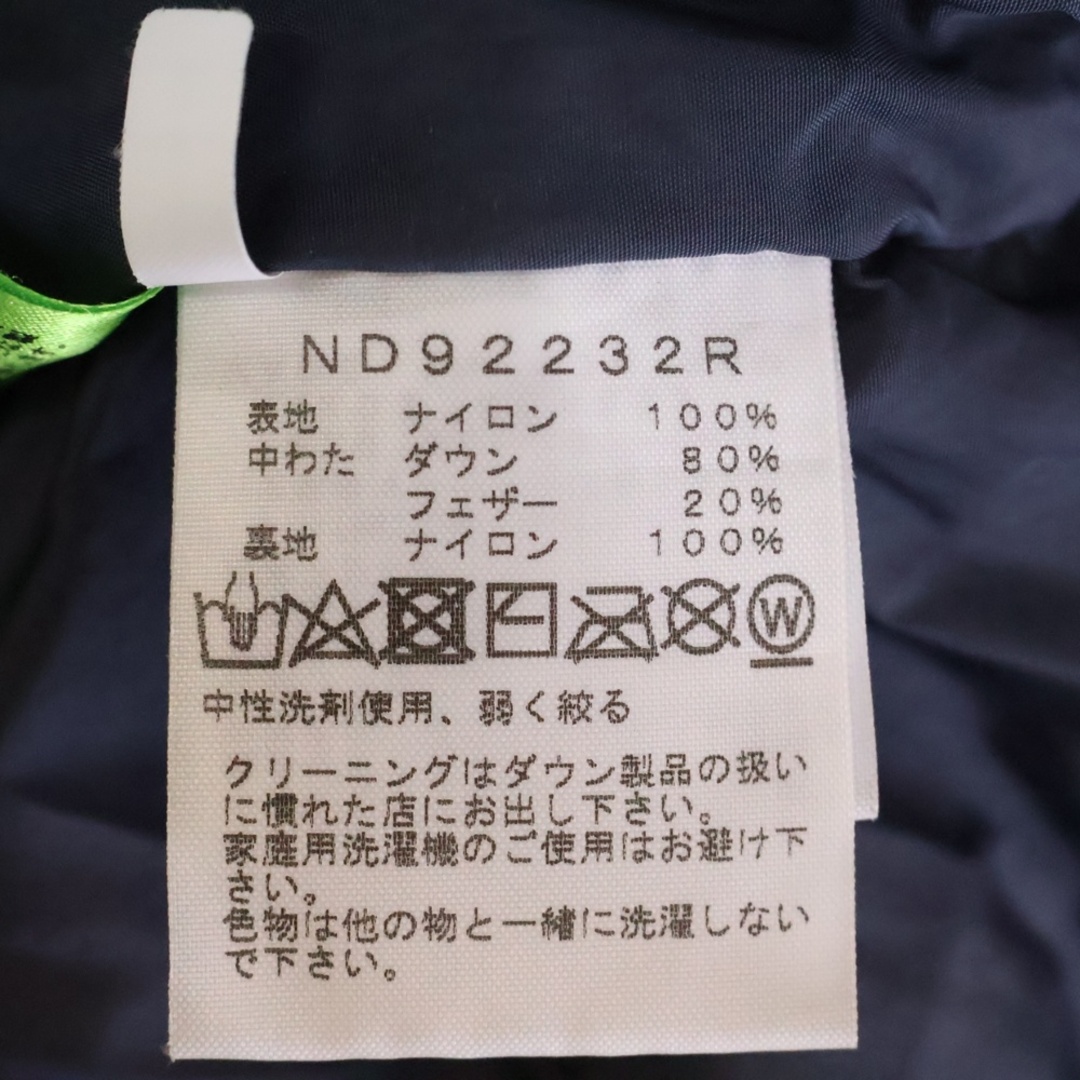 ND92232R
表地 ナイロン 100%
中わた ダウン 80%
フェザー 20%
裏地 ナイロン 100%
W
中性洗剤使用、弱く絞る
クリーニングはダウン製品の扱い
に慣れた店にお出し下さい。
家庭用洗濯機のご使用はお避け下
さい。
色物は他の物と一緒に洗濯しない
で下さい。